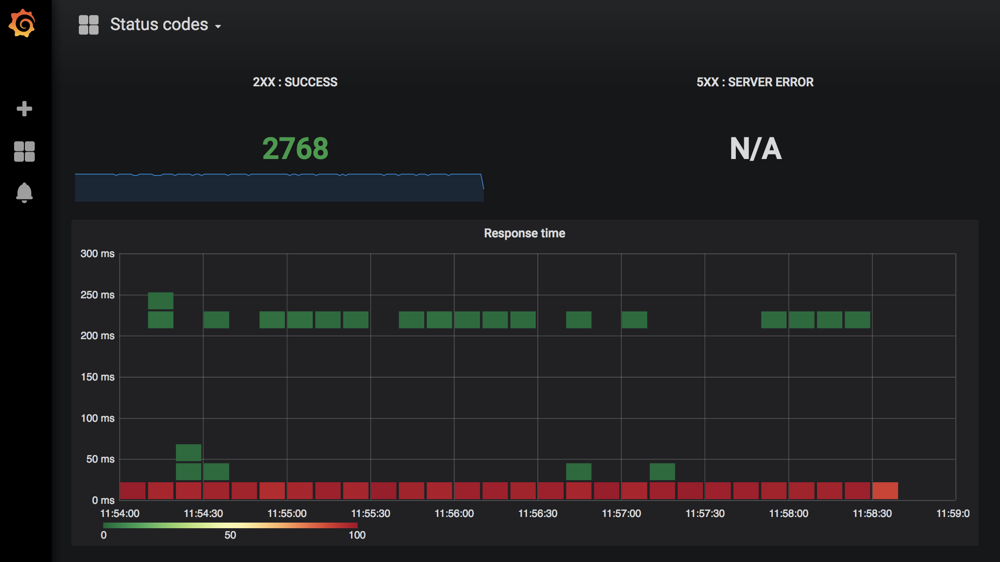 Status codes
2XX : SUCCESS
5XX : SERVER ERROR
2768
N/A
Response time
300 ms
250 ms
200 ms
150 ms
100 ms
50 ms
0 ms
11:54:00 11:54:30 11:55:00 11:55:30 11:56:00 11:56:30 11:57:00 11:57:30 11:58:00 11:58:30 11:59:0
0 50 100